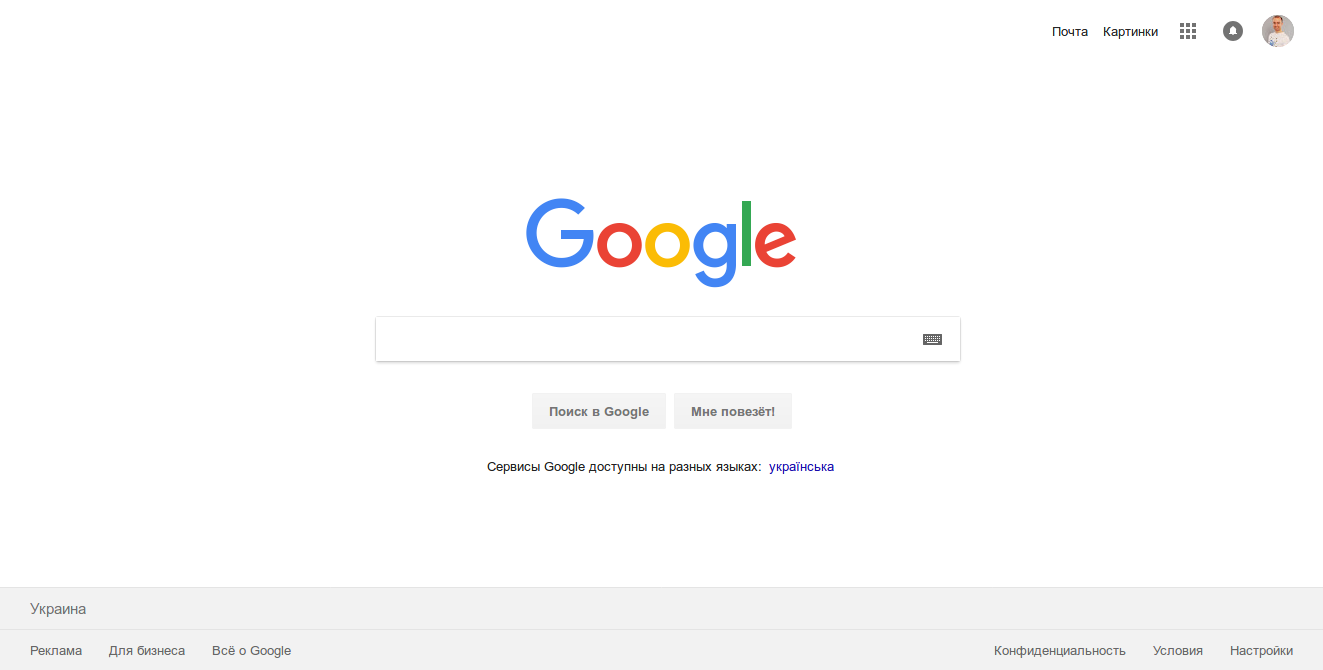 Почта Картинки
Google
Поиск в Google Мне повезёт!
Сервисы Google доступны на разных языках: українська
Украина
Реклама Для бизнеса Всё о Google Конфиденциальность Условия Настройки